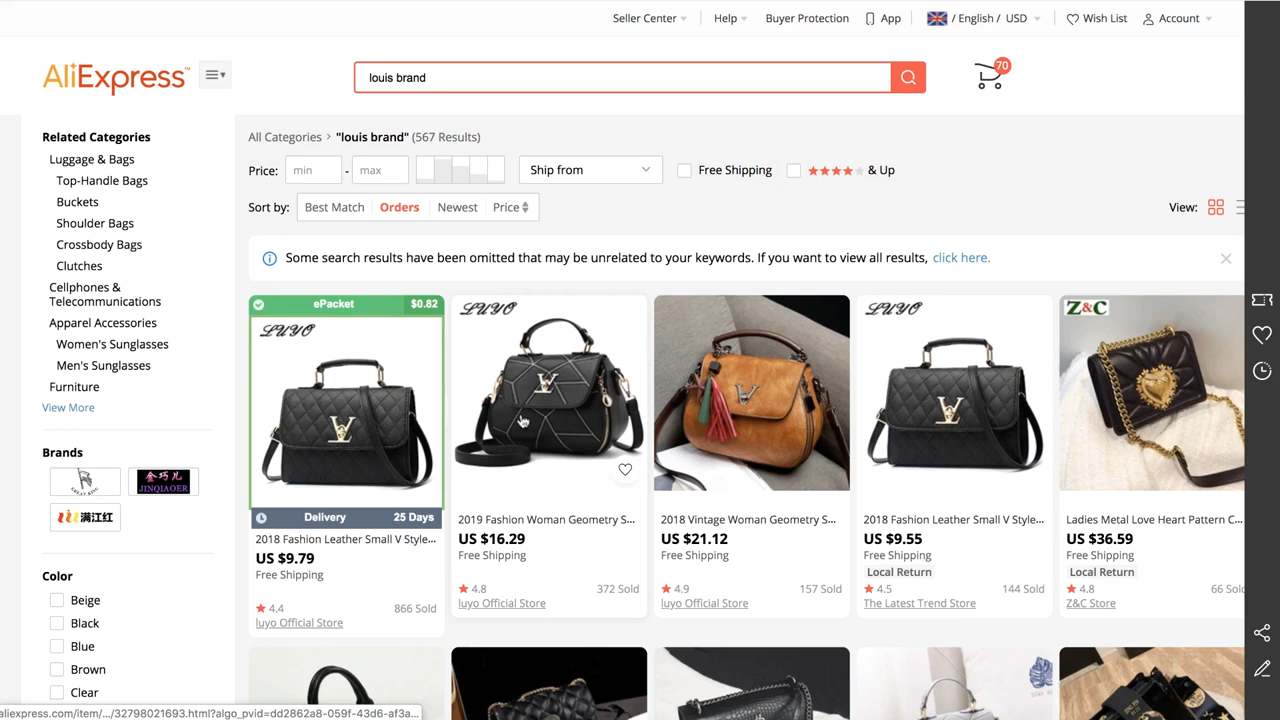 Seller Center
Help
Buyer Protection
App
/ English / USD
Wish List
Account
AliExpress™
louis brand
70
Related Categories
Luggage & Bags
Top-Handle Bags
Buckets
Shoulder Bags
Crossbody Bags
Clutches
Cellphones &
Telecommunications
Apparel Accessories
Women's Sunglasses
Men's Sunglasses
Furniture
View More
Brands
GREAT KING
金巧儿
JINQIAOER
满江红
Color
Beige
Black
Blue
Brown
Clear
All Categories > "louis brand" (567 Results)
Price: min - max
Ship from
Free Shipping
& Up
Sort by: Best Match Orders Newest Price
View:
Some search results have been omitted that may be unrelated to your keywords. If you want to view all results, click here.
ePacket $0.82
LUYO
Delivery 25 Days
2018 Fashion Leather Small V Style...
US $9.79
Free Shipping
4.4 866 Sold
luyo Official Store
LUYO
2019 Fashion Woman Geometry S...
US $16.29
Free Shipping
4.8 372 Sold
luyo Official Store
2018 Vintage Woman Geometry S...
US $21.12
Free Shipping
4.9 157 Sold
luyo Official Store
LUYO
2018 Fashion Leather Small V Style...
US $9.55
Free Shipping
Local Return
4.5 144 Sold
The Latest Trend Store
Z&C
Ladies Metal Love Heart Pattern C...
US $36.59
Free Shipping
Local Return
4.8 66 Sold
Z&C Store
aliexpress.com/item/.../32798021693.html?algo_pvid=dd2862a8-059f-43d6-af3a...